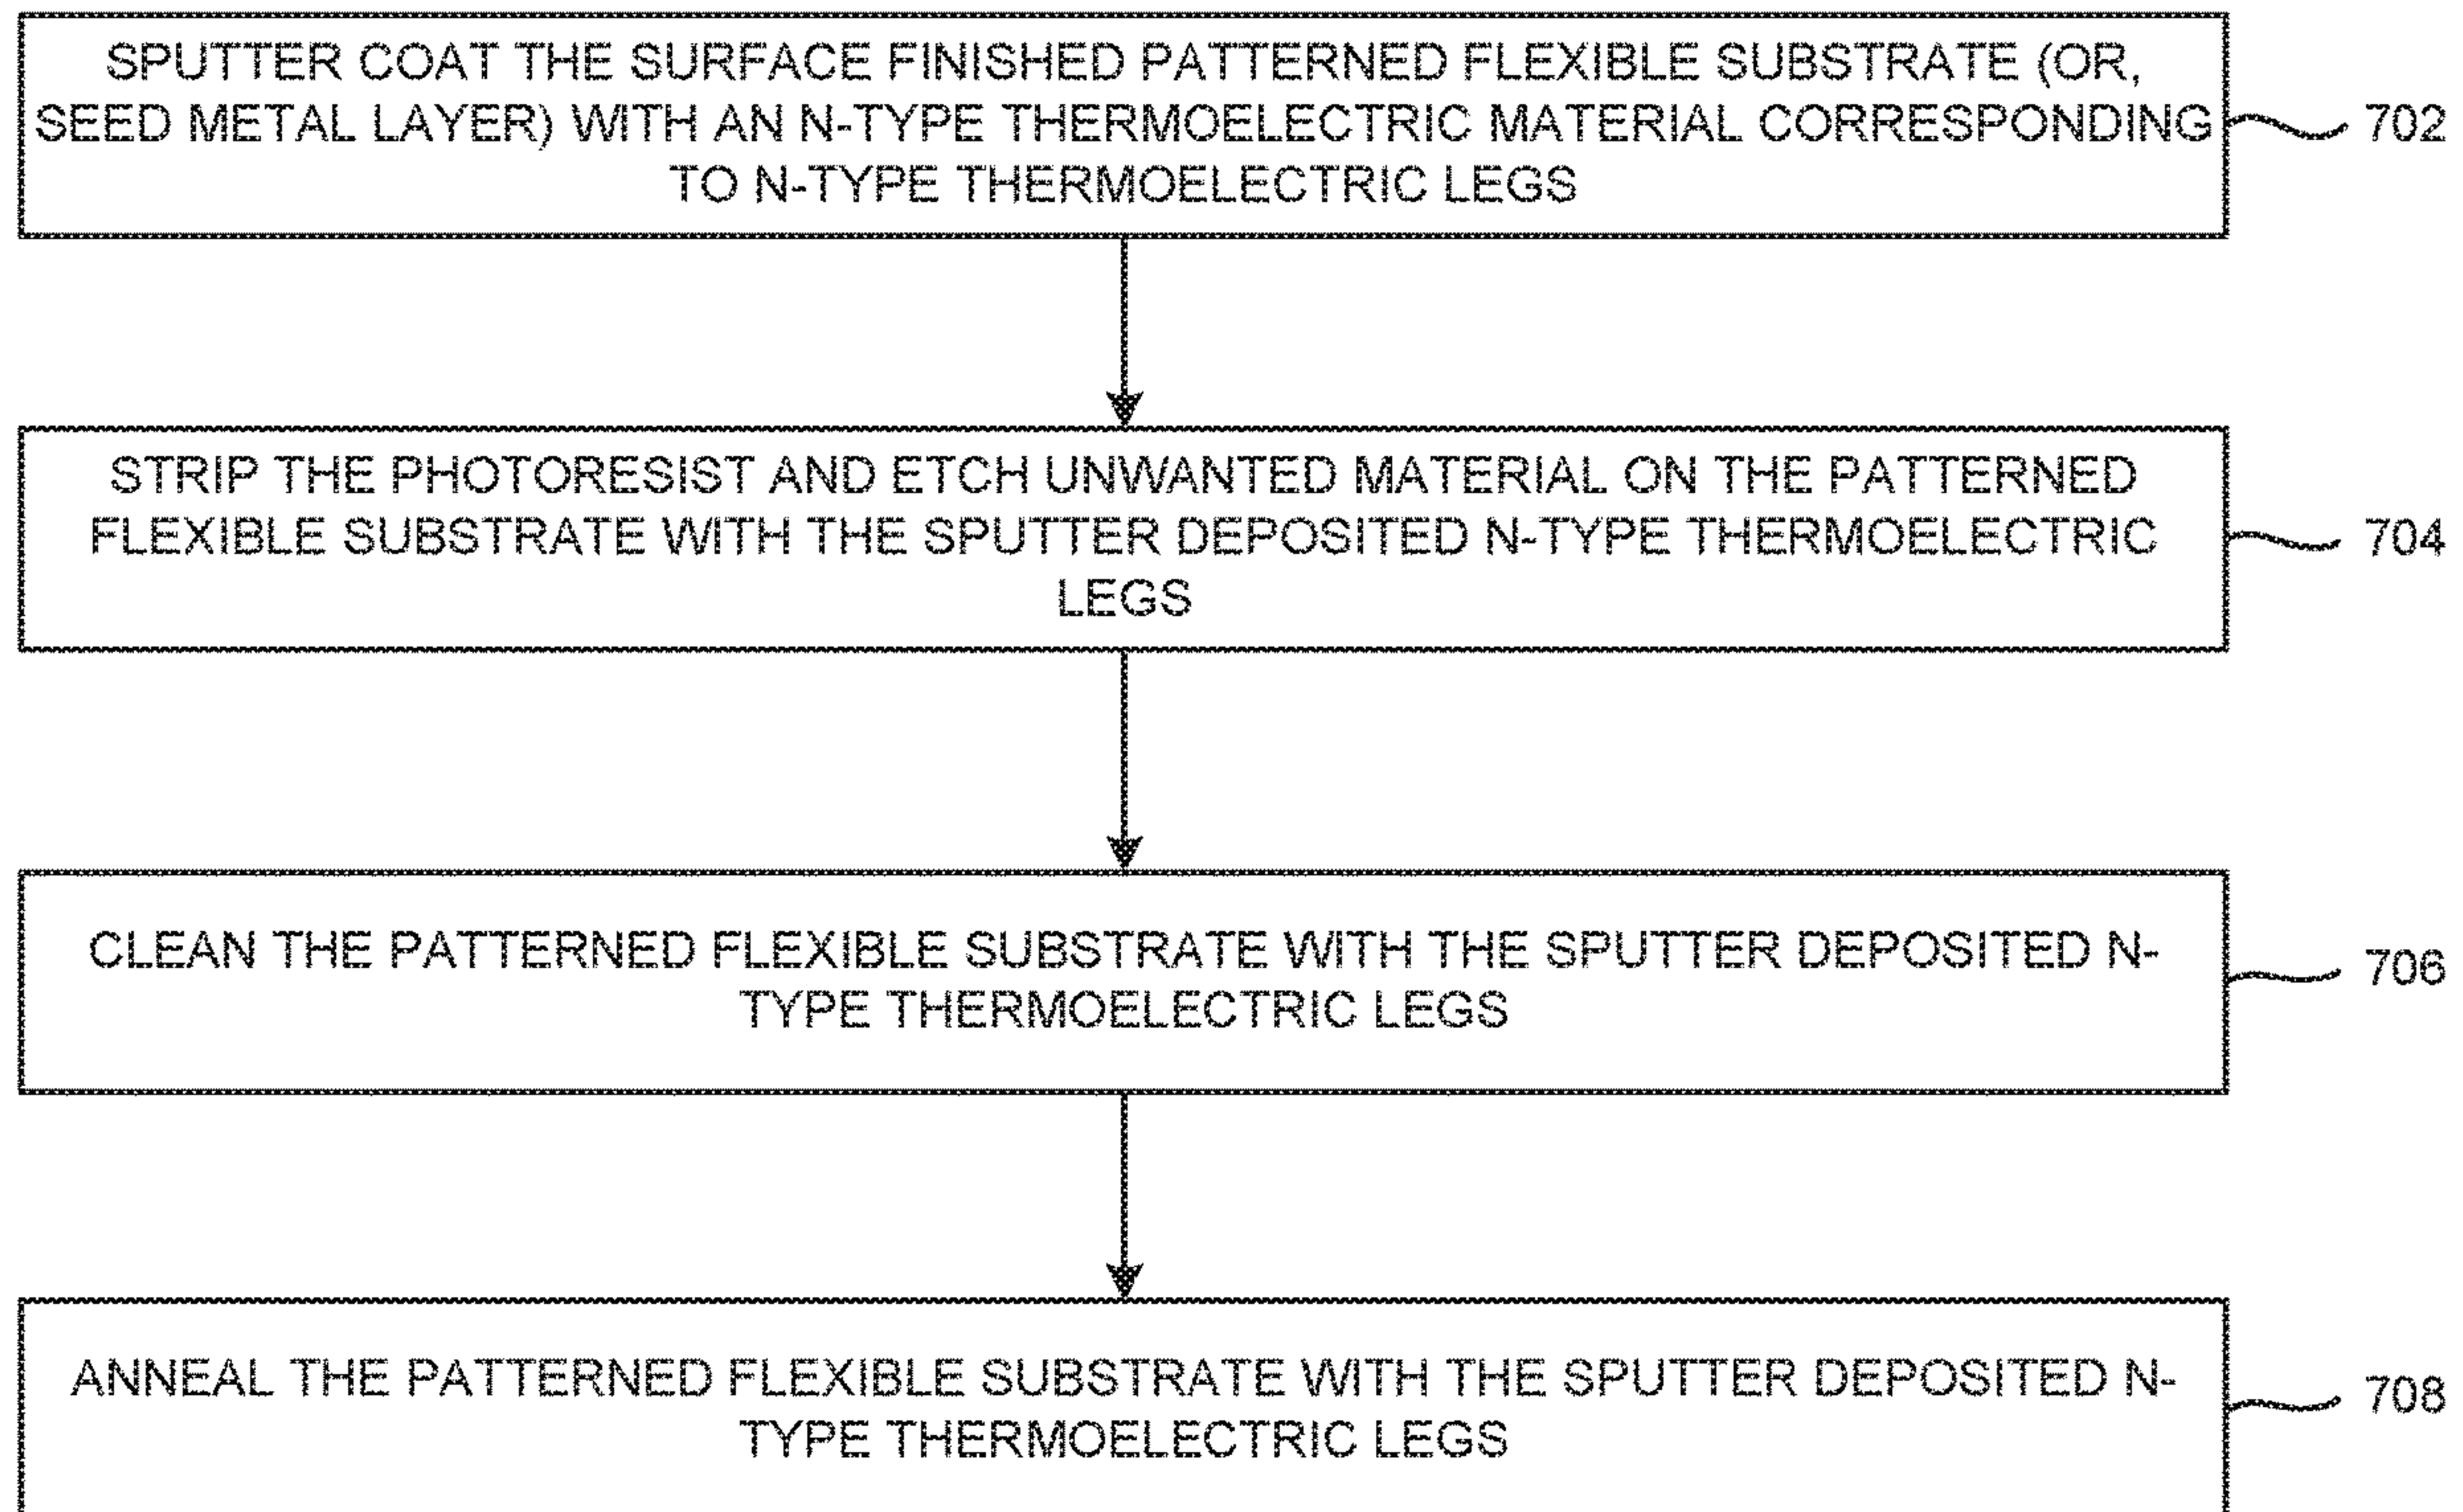 SPUTTER COAT THE SURFACE FINISHED PATTERNED FLEXIBLE SUBSTRATE (OR,
SEED METAL LAYER) WITH AN N-TYPE THERMOELECTRIC MATERIAL CORRESPONDING
TO N-TYPE THERMOELECTRIC LEGS
702
STRIP THE PHOTORESIST AND ETCH UNWANTED MATERIAL ON THE PATTERNED
FLEXIBLE SUBSTRATE WITH THE SPUTTER DEPOSITED N-TYPE THERMOELECTRIC
LEGS
704
CLEAN THE PATTERNED FLEXIBLE SUBSTRATE WITH THE SPUTTER DEPOSITED N-
TYPE THERMOELECTRIC LEGS
706
ANNEAL THE PATTERNED FLEXIBLE SUBSTRATE WITH THE SPUTTER DEPOSITED N-
TYPE THERMOELECTRIC LEGS
708